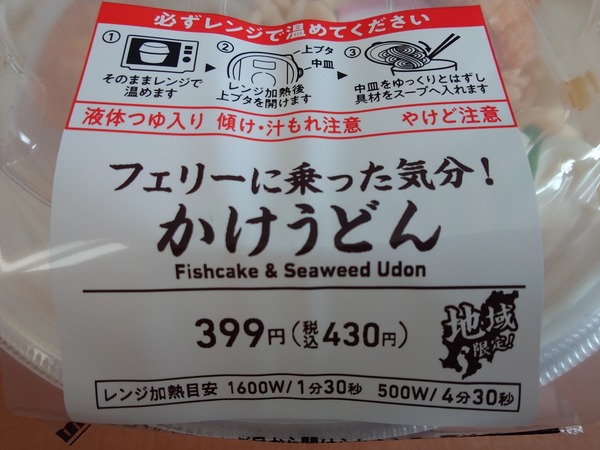 必ずレンジで温めてください
① ② ③
上ブタ
中皿
そのままレンジで
温めます
レンジ加熱後
上ブタを開けます
中皿をゆっくりとはずし
具材をスープへ入れます
液体つゆ入り 傾け・汁もれ注意 やけど注意
フェリーに乗った気分!
かけうどん
Fishcake & Seaweed Udon
399円(税込430円)
地域
限定!
レンジ加熱目安 1600W/1分30秒 500W/4分30秒